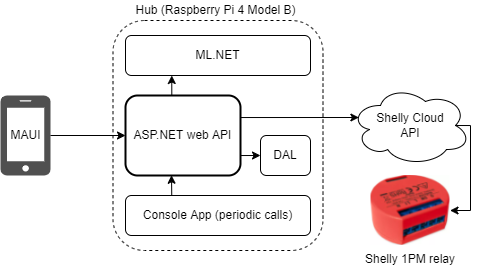 Hub (Raspberry Pi 4 Model B)
ML.NET
MAUI
ASP.NET web API
Shelly Cloud
API
DAL
Console App (periodic calls)
Shelly 1PM relay